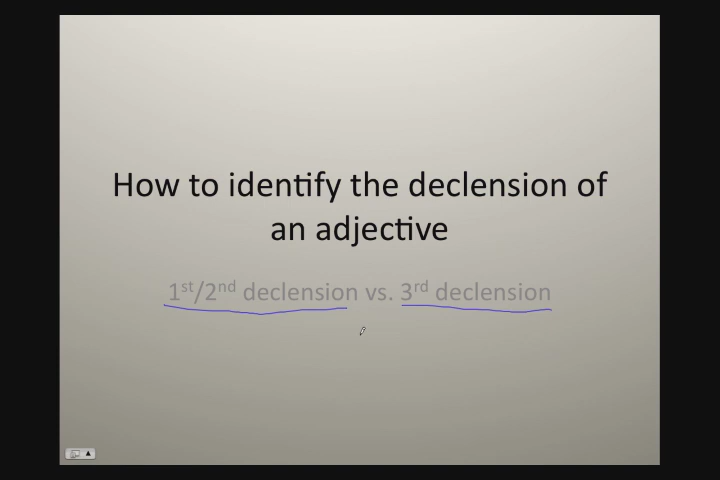 How to identify the declension of
an adjective
1st/2nd declension vs. 3rd declension